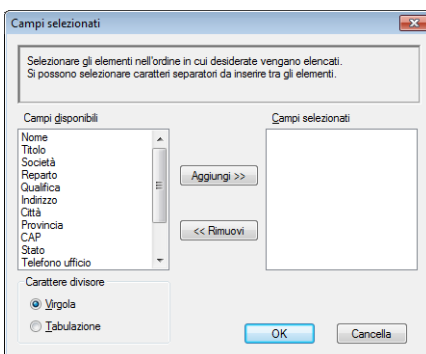 Campi selezionati
Selezionare gli elementi nell'ordine in cui desiderate vengano elencati.
Si possono selezionare caratteri separatori da inserire tra gli elementi.
Campi disponibili
Campi selezionati
Nome
Titolo
Società
Reparto
Qualifica
Indirizzo
Città
Provincia
CAP
Stato
Telefono ufficio
Aggiungi >>
<< Rimuovi
Carattere divisore
Virgola
Tabulazione
OK
Cancella